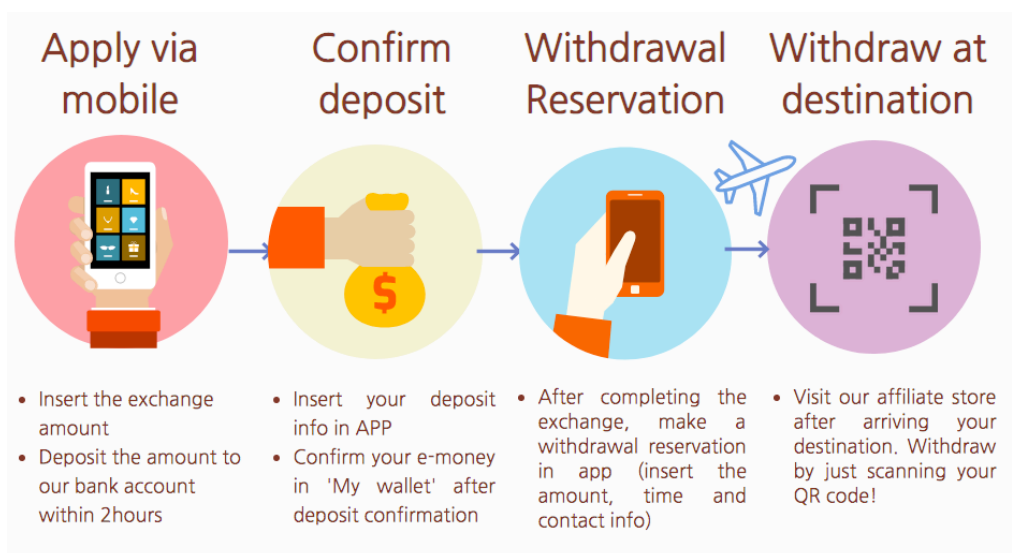 Apply via
mobile
Confirm
deposit
Withdrawal
Reservation
Withdraw at
destination
$
• Insert the exchange
amount
• Deposit the amount to
our bank account
within 2hours
• Insert your deposit
info in APP
• Confirm your e-money
in 'My wallet' after
deposit confirmation
• After completing the
exchange, make a
withdrawal reservation
in app (insert the
amount, time and
contact info)
• Visit our affiliate store
after arriving your
destination. Withdraw
by just scanning your
QR code!